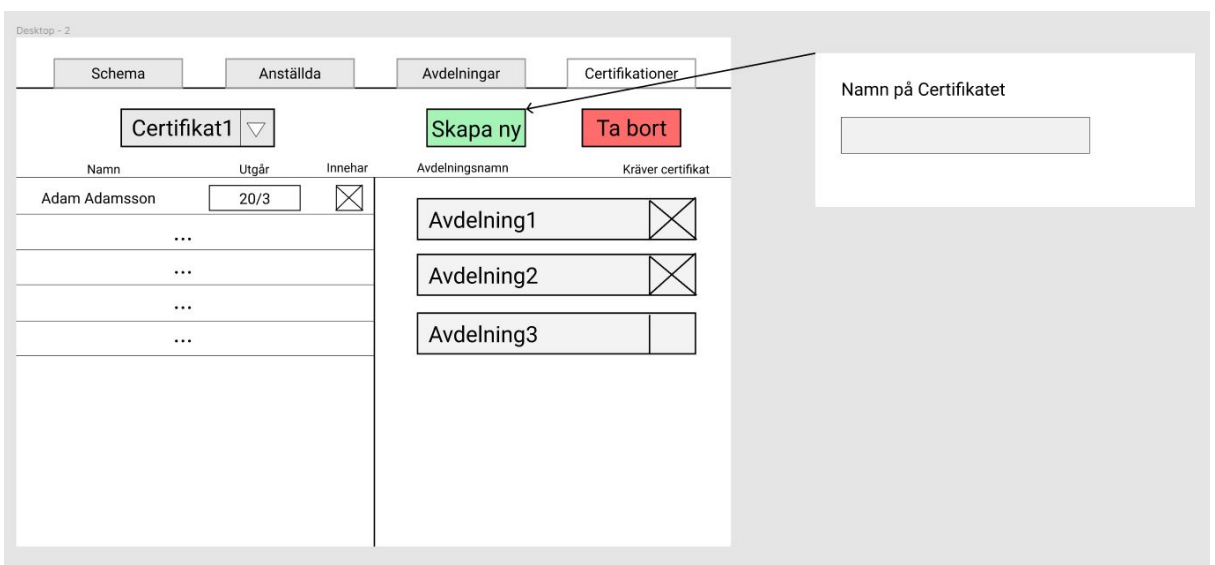 Desktop - 2
Schema Anställda Avdelningar Certifikationer
Namn på Certifikatet
Certifikat1 Skapa ny Ta bort
Namn Utgår Innehar Avdelningsnamn Kräver certifikat
Adam Adamsson 20/3
Avdelning1
...
Avdelning2
...
...
Avdelning3
...